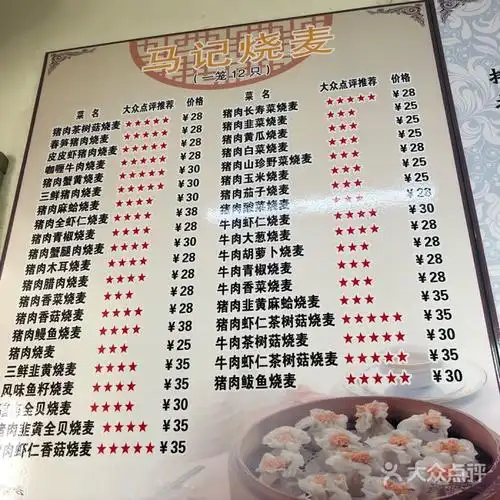 马记烧麦
(一笼12只)
菜 名 大众点评推荐 价格
猪肉茶树菇烧麦 ★★★★★ ¥28
春笋猪肉烧麦 ★★★★★ ¥28
皮皮虾猪肉烧麦 ★★★★★ ¥28
咖喱牛肉烧麦 ★★★★ ¥28
猪肉蟹黄烧麦 ★★★★ ¥30
三鲜猪肉烧麦 ★★★★ ¥30
猪肉麻蛤烧麦 ★★★★ ¥30
猪肉全虾仁烧麦 ★★★★ ¥38
猪肉青椒烧麦 ★★★★ ¥28
猪肉蟹腿肉烧麦 ★★★★ ¥30
猪肉木耳烧麦 ★★★★ ¥28
猪肉腊肉烧麦 ★★★★ ¥28
猪肉香菜烧麦 ★★★ ¥28
猪肉香菇烧麦 ★★★★ ¥28
猪肉鳗鱼烧麦 ★★★★ ¥38
猪肉烧麦 ★★★ ¥25
三鲜韭黄烧麦 ★★★★ ¥35
风味鱼籽烧麦 ★★★★ ¥35
全贝烧麦 ★★★★ ¥30
猪肉韭黄全贝烧麦 ★★★★ ¥35
肉虾仁香菇烧麦 ★★★★★ ¥35
菜 名 大众点评推荐 价格
猪肉长寿菜烧麦 ★★★★★ ¥28
猪肉韭菜烧麦 ★★★ ¥25
猪肉黄瓜烧麦 ★★★ ¥25
猪肉白菜烧麦 ★★★ ¥25
猪肉山珍野菜烧麦 ★★★ ¥28
猪肉玉米烧麦 ★★★ ¥25
猪肉茄子烧麦 ★★★ ¥25
猪肉酸菜烧麦 ★★★ ¥28
牛肉虾仁烧麦 ★★★★ ¥35
牛肉大葱烧麦 ★★★★ ¥28
牛肉胡萝卜烧麦 ★★★ ¥28
牛肉青椒烧麦 ★★★ ¥28
牛肉香菜烧麦 ★★★ ¥28
猪肉韭黄麻蛤烧麦 ★★★ ¥35
猪肉虾仁茶树菇烧麦 ★★★★★ ¥35
牛肉茶树菇烧麦 ★★★★ ¥30
牛肉虾仁茶树菇烧麦 ★★★★★ ¥35
猪肉鲅鱼烧麦 ★★★★★ ¥30
大众点评